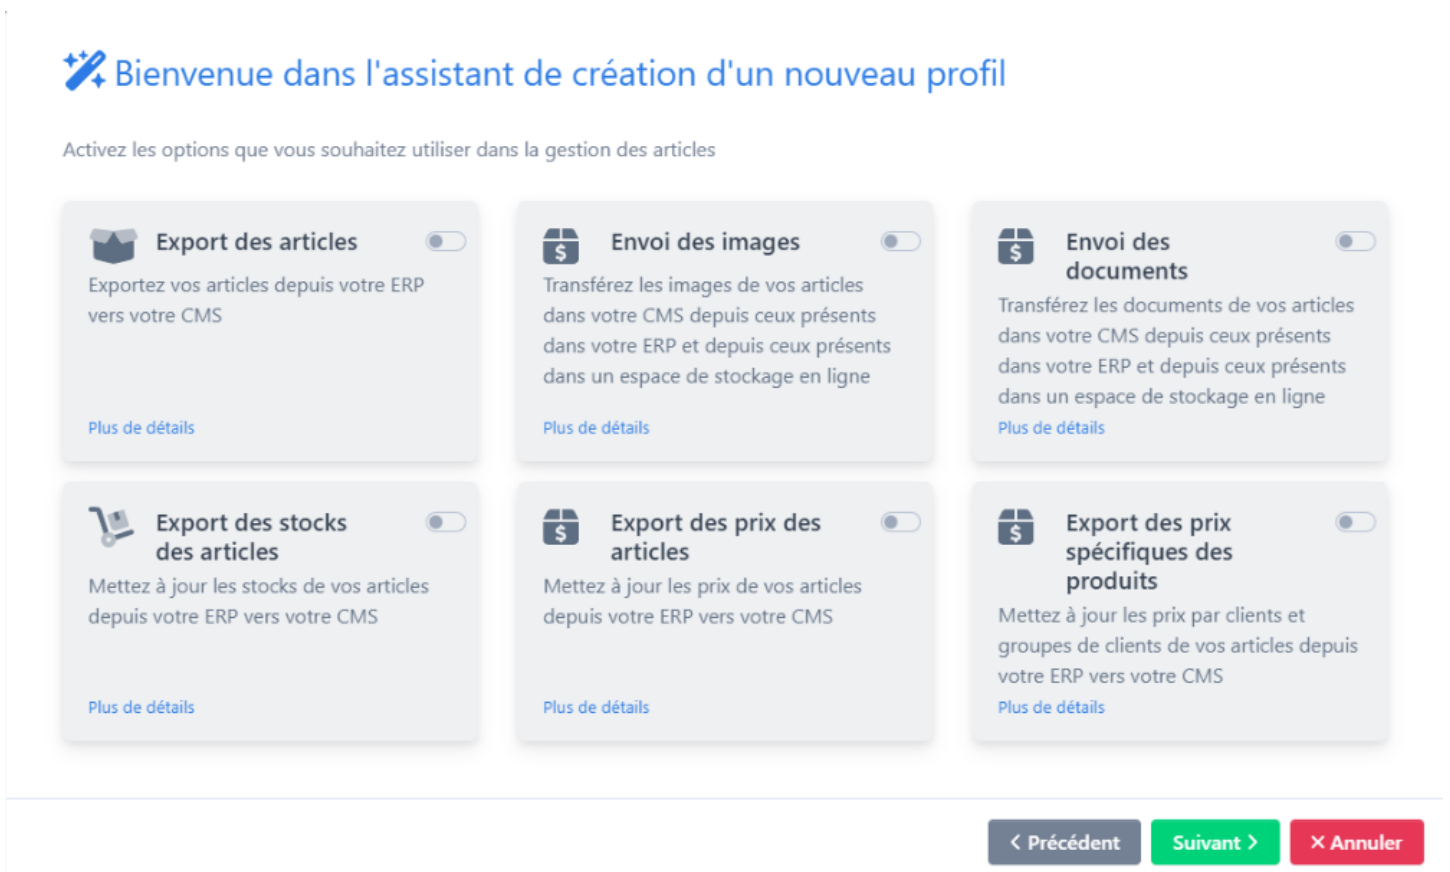 Bienvenue dans l'assistant de création d'un nouveau profil
Activez les options que vous souhaitez utiliser dans la gestion des articles
Export des articles
Exportez vos articles depuis votre ERP
vers votre CMS
Plus de détails
Envoi des images
Transférez les images de vos articles
dans votre CMS depuis ceux présents
dans votre ERP et depuis ceux présents
dans un espace de stockage en ligne
Plus de détails
Envoi des
documents
Transférez les documents de vos articles
dans votre CMS depuis ceux présents
dans votre ERP et depuis ceux présents
dans un espace de stockage en ligne
Plus de détails
Export des stocks
des articles
Mettez à jour les stocks de vos articles
depuis votre ERP vers votre CMS
Plus de détails
Export des prix des
articles
Mettez à jour les prix de vos articles
depuis votre ERP vers votre CMS
Plus de détails
Export des prix
spécifiques des
produits
Mettez à jour les prix par clients et
groupes de clients de vos articles depuis
votre ERP vers votre CMS
Plus de détails
Précédent
Suivant
Annuler